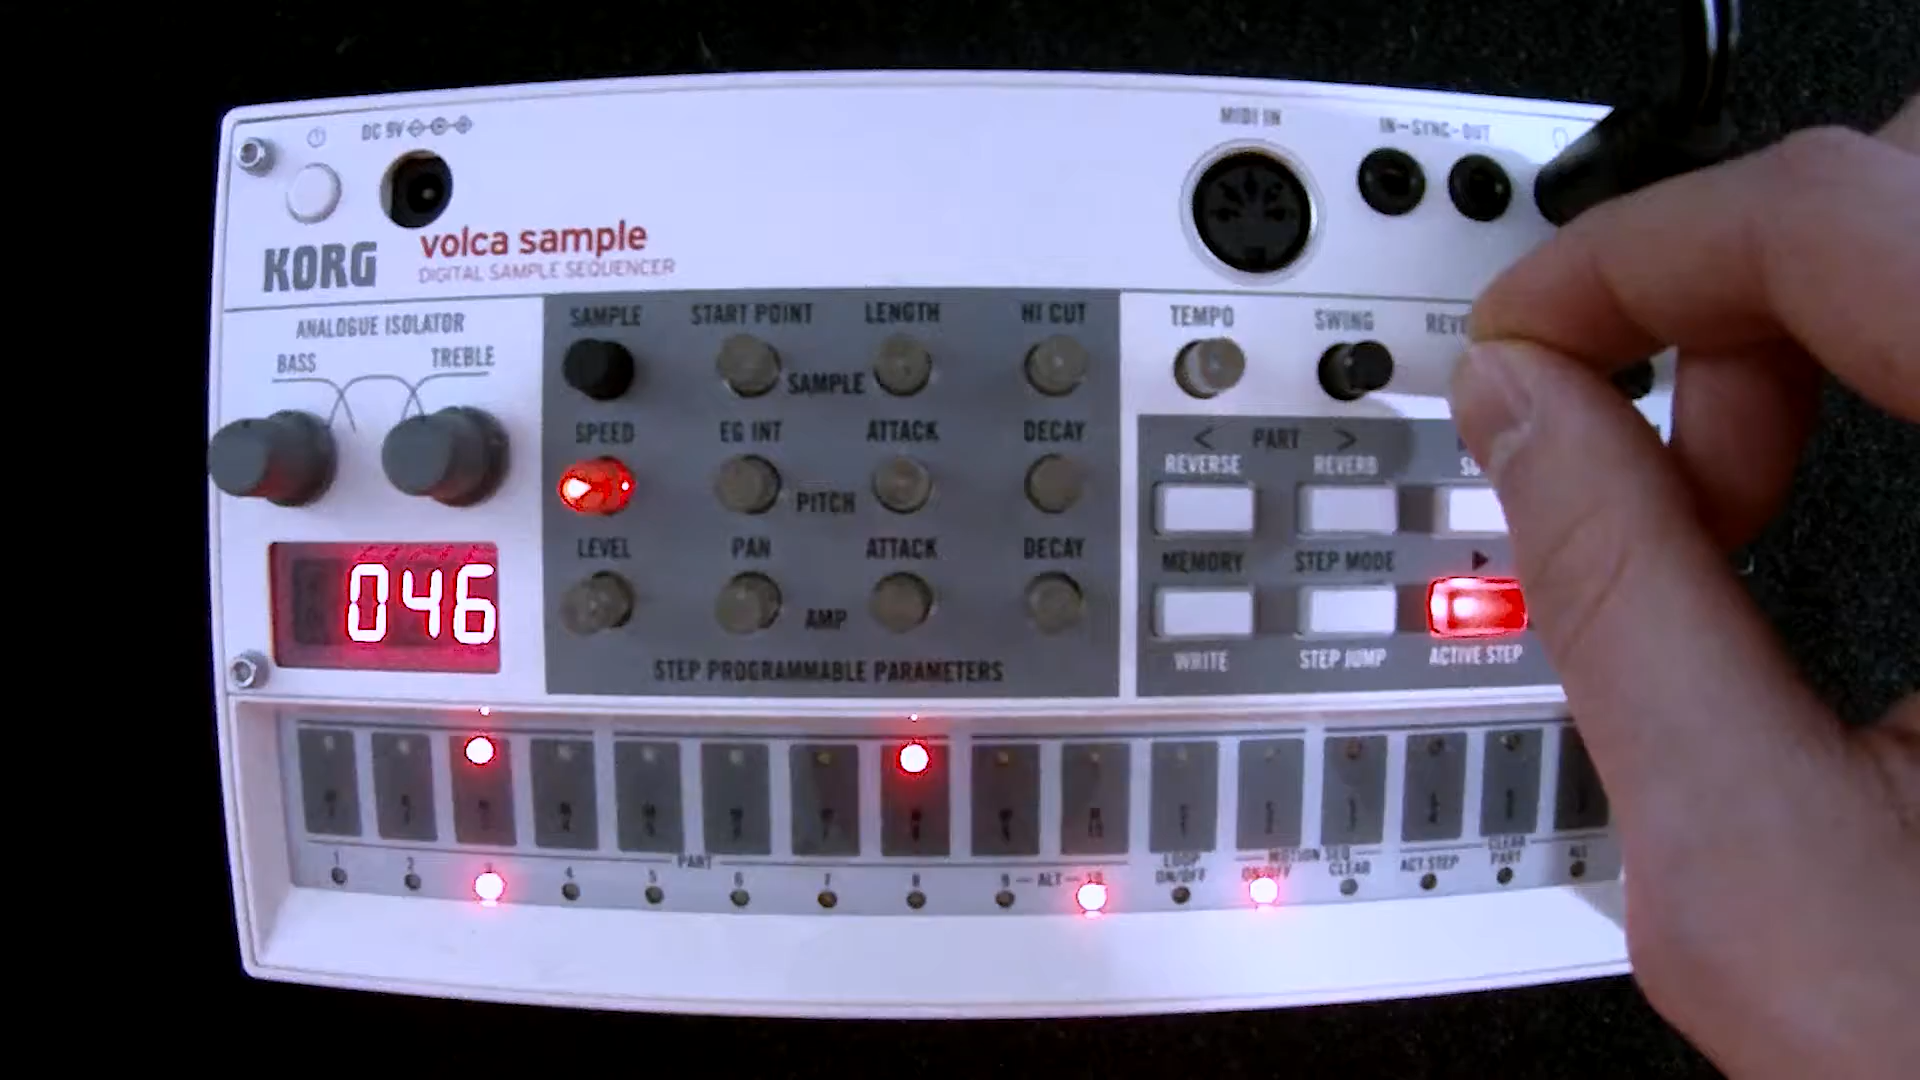 DC 9V
MIDI IN
IN-SYNC-OUT
KORG
volca sample
DIGITAL SAMPLE SEQUENCER
ANALOGUE ISOLATOR
BASS
TREBLE
SAMPLE
START POINT
LENGTH
HI CUT
SAMPLE
SPEED
EG INT
ATTACK
DECAY
PITCH
LEVEL
PAN
ATTACK
DECAY
AMP
STEP PROGRAMMABLE PARAMETERS
TEMPO
SWING
< PART >
REVERSE
REVERB
MEMORY
STEP MODE
WRITE
STEP JUMP
ACTIVE STEP
046
PART
1 2 3 4 5 6 7 8 9 -ALT- 10
LOOP
ON/OFF
MOTION SEQ
ON/OFF
CLEAR
ACT.STEP
CLEAR
PART
ALL